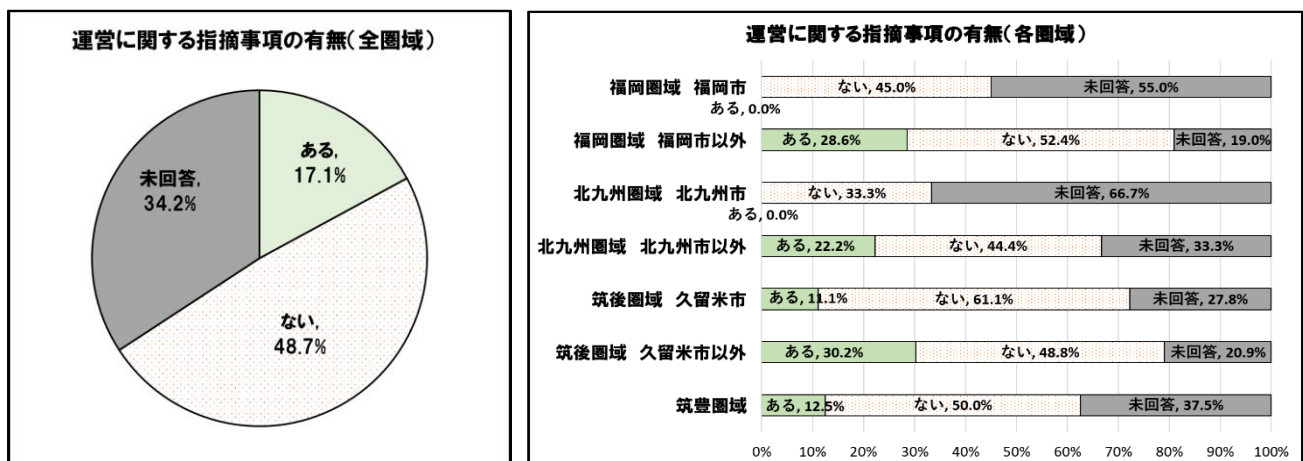 運営に関する指摘事項の有無(全圏域)
ある,
17.1%
未回答,
34.2%
ない,
48.7%
運営に関する指摘事項の有無(各圏域)
福岡圏域 福岡市 ない, 45.0% 未回答, 55.0%
ある, 0.0%
福岡圏域 福岡市以外 ある, 28.6% ない, 52.4% 未回答, 19.0%
北九州圏域 北九州市 ない, 33.3% 未回答, 66.7%
ある, 0.0%
北九州圏域 北九州市以外 ある, 22.2% ない, 44.4% 未回答, 33.3%
筑後圏域 久留米市 ある, 11.1% ない, 61.1% 未回答, 27.8%
筑後圏域 久留米市以外 ある, 30.2% ない, 48.8% 未回答, 20.9%
筑豊圏域 ある, 12.5% ない, 50.0% 未回答, 37.5%
0% 10% 20% 30% 40% 50% 60% 70% 80% 90% 100%